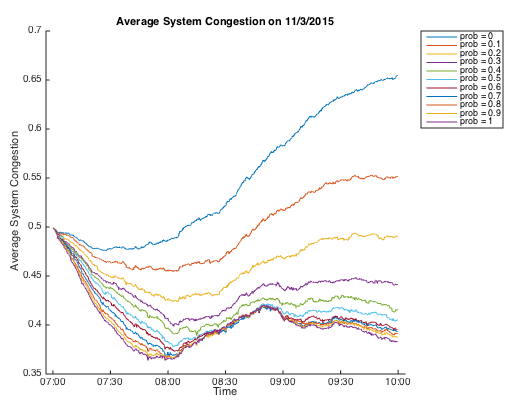 Average System Congestion on 11/3/2015
0.7
0.65
0.6
0.55
0.5
0.45
0.4
0.35
Average System Congestion
07:00 07:30 08:00 08:30 09:00 09:30 10:00
Time
prob = 0
prob = 0.1
prob = 0.2
prob = 0.3
prob = 0.4
prob = 0.5
prob = 0.6
prob = 0.7
prob = 0.8
prob = 0.9
prob = 1